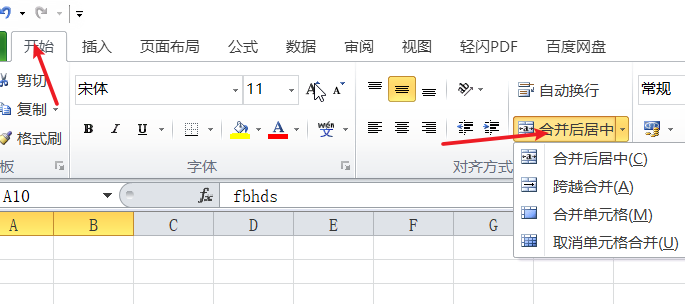 开始 插入 页面布局 公式 数据 审阅 视图 轻闪PDF 百度网盘
剪切 宋体 11 A A 自动换行 常规
复制
格式刷 B I U A wén 文 合并后居中
板 字体 对齐方式
合并后居中(C)
跨越合并(A)
合并单元格(M)
取消单元格合并(U)
A10 fx fbhds
A B C D E F G